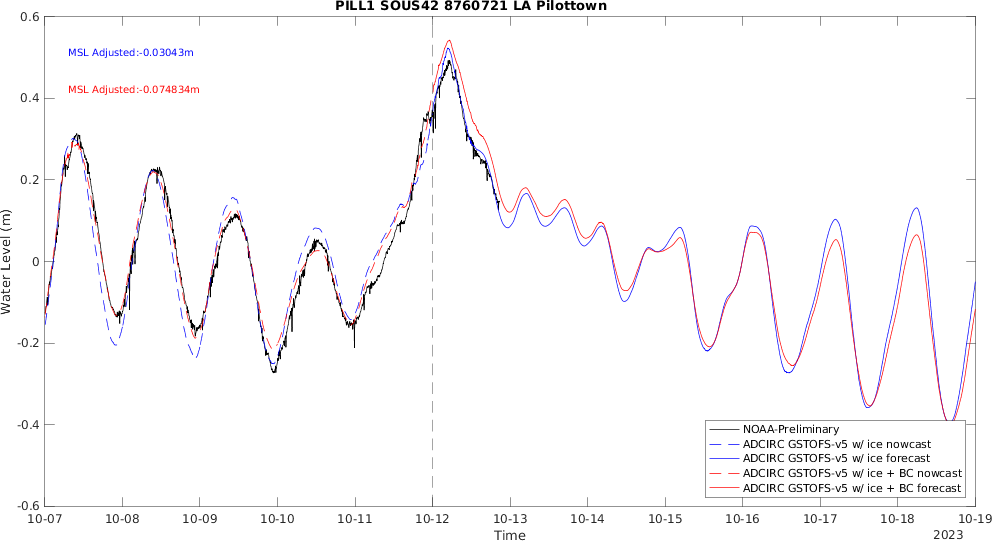 PILL1 SOUS42 8760721 LA Pilottown
MSL Adjusted:-0.03043m
MSL Adjusted:-0.074834m
Water Level (m)
0.6
0.4
0.2
0
-0.2
-0.4
-0.6
NOAA-Preliminary
ADCIRC GSTOFS-v5 w/ ice nowcast
ADCIRC GSTOFS-v5 w/ ice forecast
ADCIRC GSTOFS-v5 w/ ice + BC nowcast
ADCIRC GSTOFS-v5 w/ ice + BC forecast
10-07 10-08 10-09 10-10 10-11 10-12 10-13 10-14 10-15 10-16 10-17 10-18 10-19
Time
2023